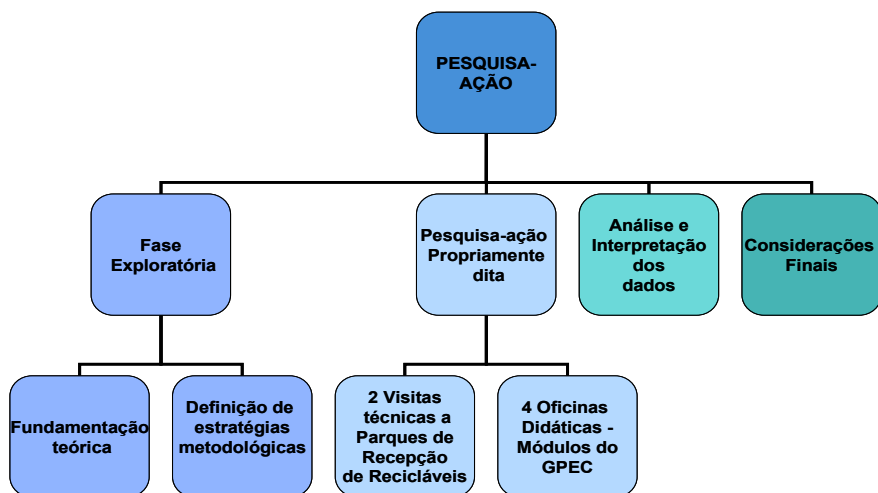 PESQUISA-
AÇÃO
Fase
Exploratória
Pesquisa-ação
Propriamente
dita
Análise e
Interpretação
dos
dados
Considerações
Finais
Fundamentação
teórica
Definição de
estratégias
metodológicas
2 Visitas
técnicas a
Parques de
Recepção
de Recicláveis
4 Oficinas
Didáticas -
Módulos do
GPEC